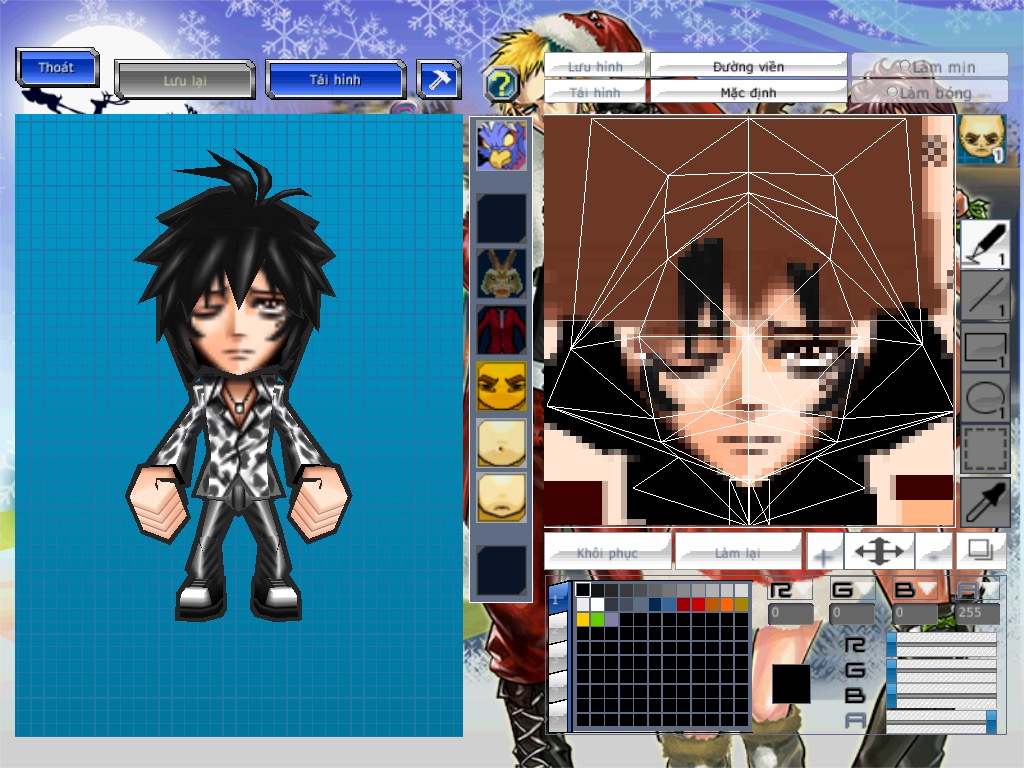 Thoát
Lưu lại
Tải hình
?
Lưu hình
Đường viền
Làm mịn
Tải hình
Mặc định
Làm bóng
1
1
1
1
1
Khôi phục
Làm lại
+
-
1
R
G
B
A
0
0
0
255
R
G
B
A